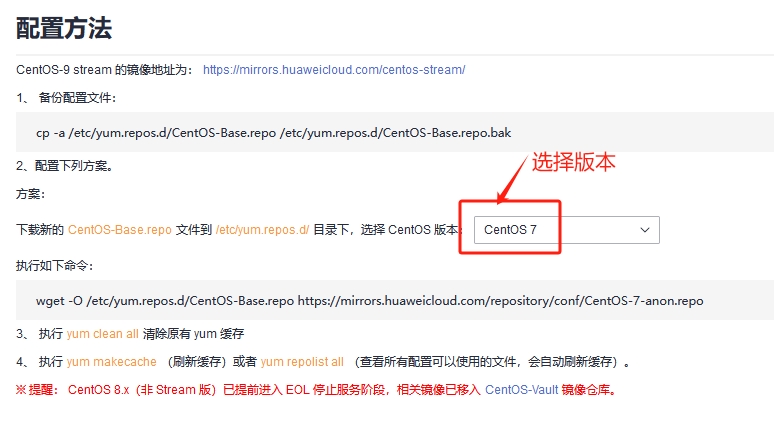 配置方法
CentOS-9 stream 的镜像地址为： https://mirrors.huaweicloud.com/centos-stream/
1、 备份配置文件：
cp -a /etc/yum.repos.d/CentOS-Base.repo /etc/yum.repos.d/CentOS-Base.repo.bak
2、配置下列方案。
选择版本
方案：
下载新的 CentOS-Base.repo 文件到 /etc/yum.repos.d/ 目录下，选择 CentOS 版本： CentOS 7
执行如下命令：
wget -O /etc/yum.repos.d/CentOS-Base.repo https://mirrors.huaweicloud.com/repository/conf/CentOS-7-anon.repo
3、 执行 yum clean all 清除原有 yum 缓存
4、 执行 yum makecache （刷新缓存）或者 yum repolist all （查看所有配置可以使用的文件，会自动刷新缓存）。
※ 提醒： CentOS 8.x（非 Stream 版）已提前进入 EOL 停止服务阶段，相关镜像已移入 CentOS-Vault 镜像仓库。